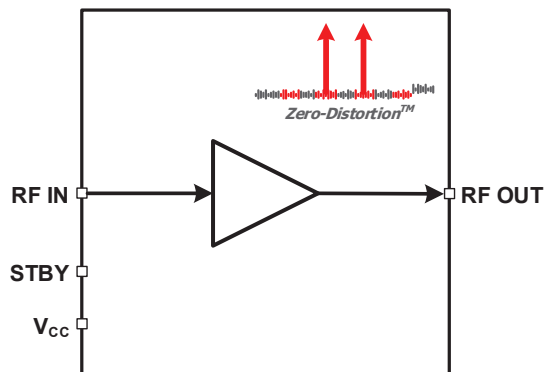 Zero-Distortion™
RF IN
RF OUT
STBY
VCC